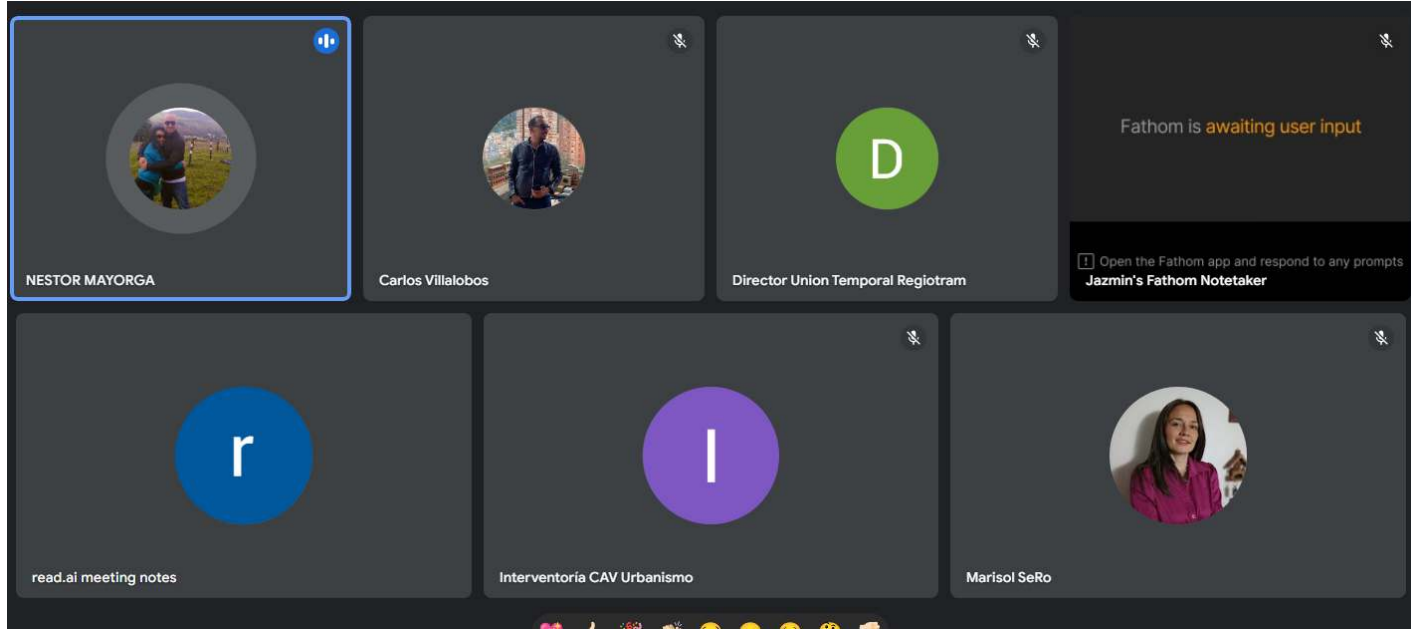 NESTOR MAYORGA
Carlos Villalobos
D
Director Union Temporal Regiotram
Fathom is awaiting user input
! Open the Fathom app and respond to any prompts
Jazmin's Fathom Notetaker
r
read.ai meeting notes
I
Interventoría CAV Urbanismo
Marisol SeRo